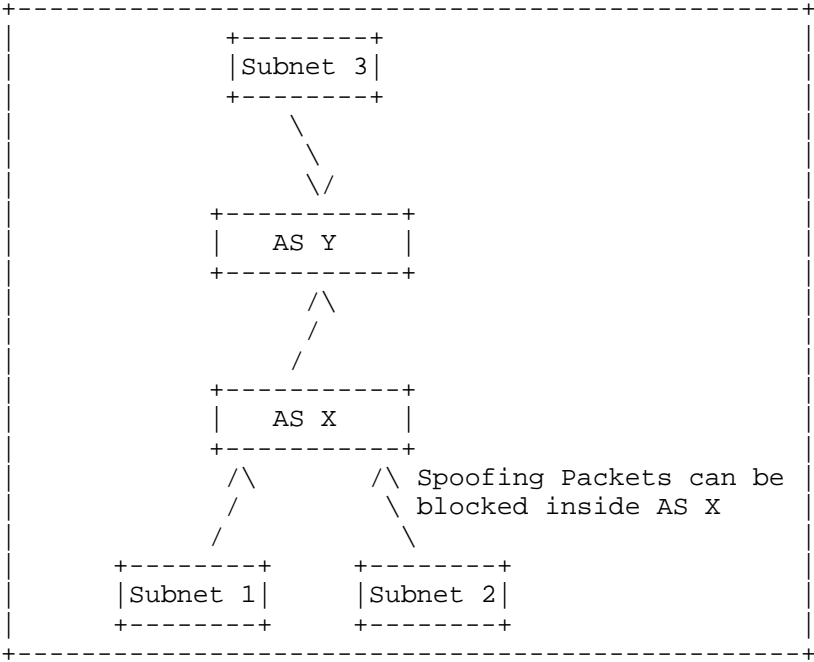 Subnet 3
AS Y
AS X
Spoofing Packets can be
blocked inside AS X
Subnet 1 Subnet 2